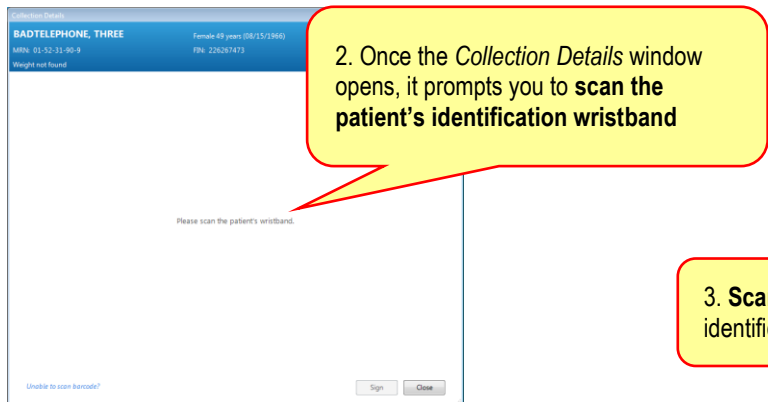 Collection Details
BADTELEPHONE, THREE
Female 49 years (08/15/1966)
MRN: 01-52-31-90-9
FIN: 226267473
Weight not found
2. Once the Collection Details window
opens, it prompts you to scan the
patient's identification wristband
Please scan the patient's wristband.
3. Sca
identifi
Unable to scan barcode?
Sign
Close